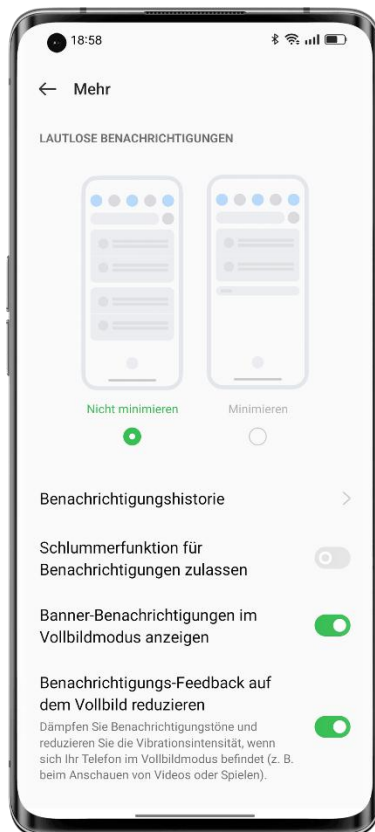 18:58
Mehr
LAUTLOSE BENACHRICHTIGUNGEN
Nicht minimieren
Minimieren
Benachrichtigungshistorie
Schlummerfunktion für
Benachrichtigungen zulassen
Banner-Benachrichtigungen im
Vollbildmodus anzeigen
Benachrichtigungs-Feedback auf
dem Vollbild reduzieren
Dämpfen Sie Benachrichtigungstöne und
reduzieren Sie die Vibrationsintensität, wenn
sich Ihr Telefon im Vollbildmodus befindet (z. B.
beim Anschauen von Videos oder Spielen).